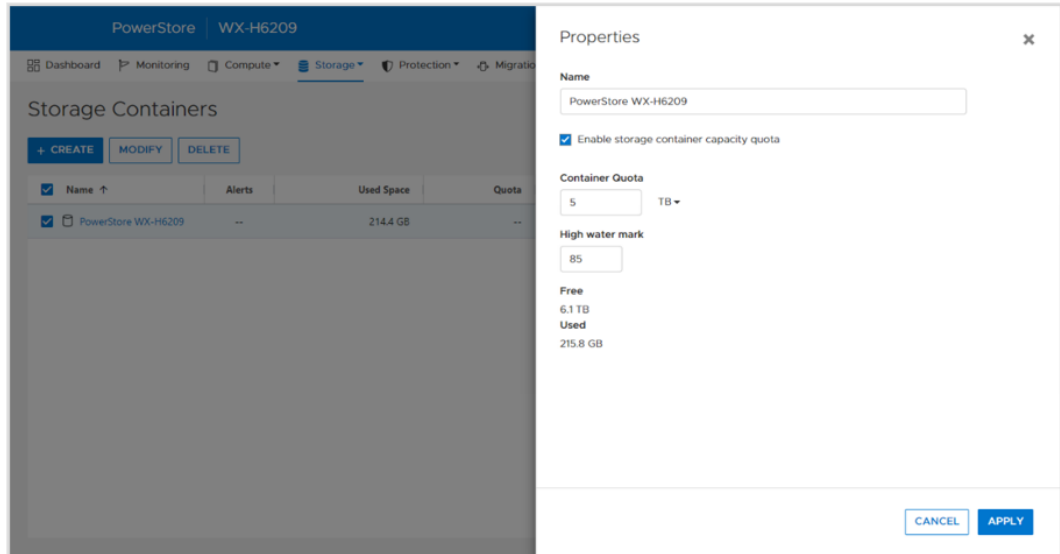 PowerStore WX-H6209
Dashboard Monitoring Compute Storage Protection Migratio
Storage Containers
+ CREATE MODIFY DELETE
Name ↑ Alerts Used Space Quota
PowerStore WX-H6209 -- 214.4 GB --
Properties
Name
PowerStore WX-H6209
Enable storage container capacity quota
Container Quota
5 TB
High water mark
85
Free
6.1 TB
Used
215.8 GB
CANCEL APPLY